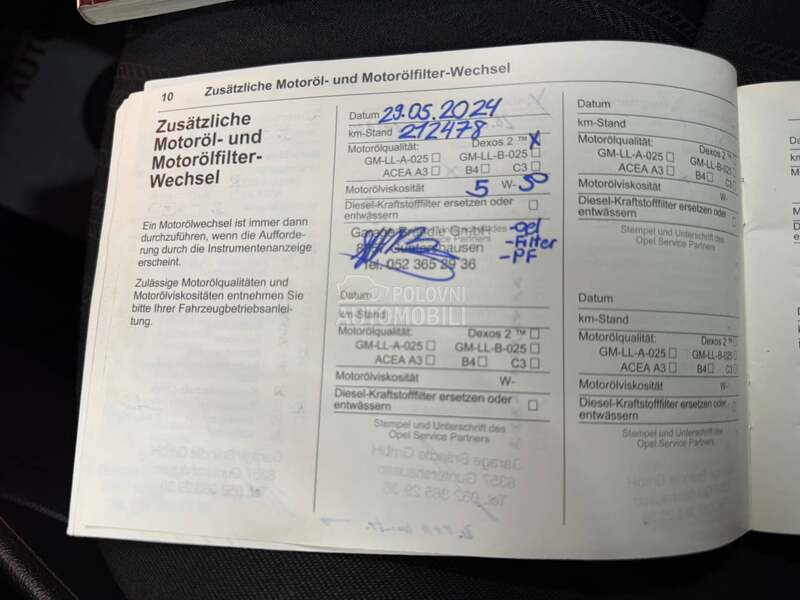 10 Zusätzliche Motoröl- und Motorölfilter-Wechsel
Zusätzliche
Motoröl- und
Motorölfilter-
Wechsel
Ein Motorölwechsel ist immer dann
durchzuführen, wenn die Aufforde-
rung durch die Instrumentenanzeige
erscheint.
Zulässige Motorölqualitäten und
Motorölviskositäten entnehmen Sie
bitte Ihrer Fahrzeugbetriebsanlei-
tung.
Datum 29.05.2024
km-Stand 212478
Motorölqualität: Dexos 2 ™ X
GM-LL-A-025 GM-LL-B-025
ACEA A3 B4 C3
Motorölviskosität 5 W- 30
Diesel-Kraftstofffilter ersetzen oder
entwässern
Garage Brändle GmbH
Guntershausen
Tel. 052 365 29 36
-Oel
-Filter
-PF
POLOVNI
AUTOMOBILI
Datum
km-Stand
Motorölqualität: Dexos 2 ™
GM-LL-A-025 GM-LL-B-025
ACEA A3 B4 C3
Motorölviskosität W-
Diesel-Kraftstofffilter ersetzen oder
entwässern
Stempel und Unterschrift des
Opel Service Partners
Datum
km-Stand
Motorölqualität: Dexos 2 ™
GM-LL-A-025 GM-LL-B-025
ACEA A3 B4 C3
Motorölviskosität W-
Diesel-Kraftstofffilter ersetzen oder
entwässern
Stempel und Unterschrift des
Opel Service Partners
Datum
km-Stand
Motorölqualität: Dexos 2 ™
GM-LL-A-025 GM-LL-B-025
ACEA A3 B4 C3
Motorölviskosität W-
Diesel-Kraftstofffilter ersetzen oder
entwässern
Stempel und Unterschrift des
Opel Service Partners